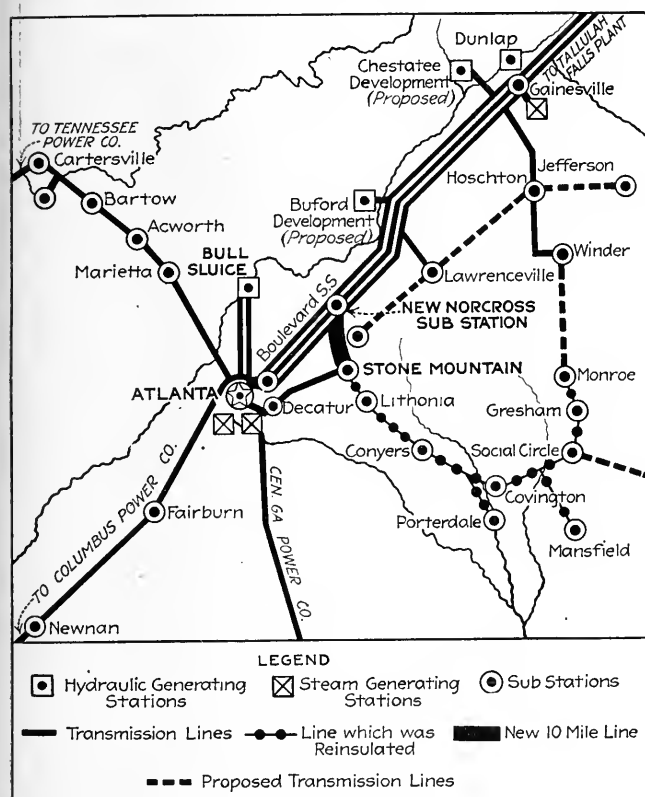 Dunlap
Chestatee
Development
(Proposed)
TO TALLULAH
FALLS PLANT
Gainesville
TO TENNESSEE
POWER CO.
Cartersville
Bartow
Acworth
Marietta
Jefferson
Hoschton
Buford
Development
(Proposed)
BULL
SLUICE
Winder
Lawrenceville
Boulevard S.S
NEW NORCROSS
SUB STATION
STONE MOUNTAIN
ATLANTA
Decatur
Lithonia
Monroe
Gresham
Conyers
Social Circle
Covington
Porterdale
Mansfield
Fairburn
TO COLUMBUS POWER CO.
CEN. GA POWER CO.
Newnan
LEGEND
Hydraulic Generating
Stations
Steam Generating
Stations
Sub Stations
Transmission Lines
Line which was
Reinsulated
New 10 Mile Line
Proposed Transmission Lines